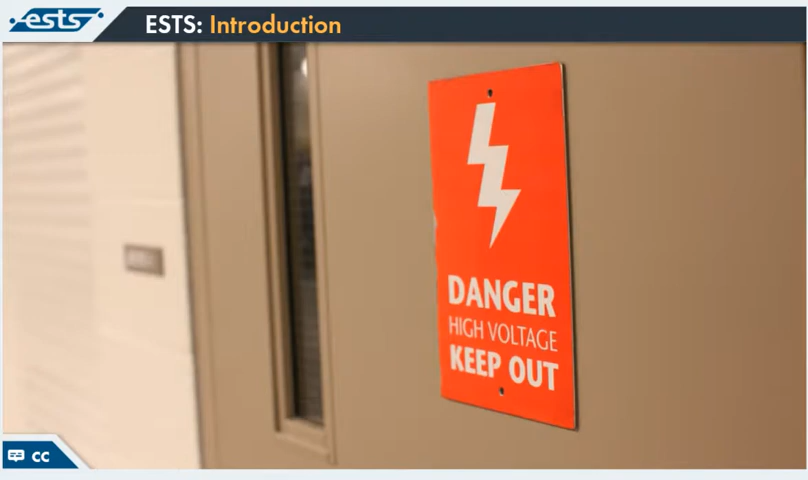 ests
ESTS: Introduction
DANGER
HIGH VOLTAGE
KEEP OUT
cc